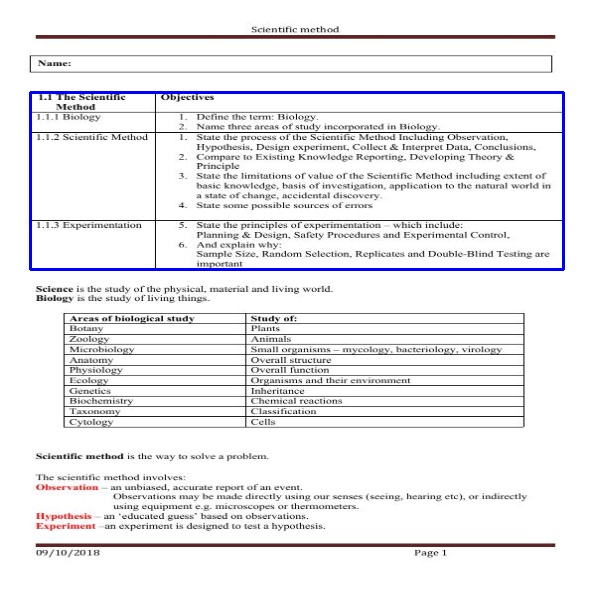 Scientific method
Name:
1.1 The Scientific Method Objectives
1.1.1 Biology 1. Define the term: Biology.
2. Name three areas of study incorporated in Biology.
1.1.2 Scientific Method 1. State the process of the Scientific Method Including Observation,
Hypothesis, Design experiment, Collect & Interpret Data, Conclusions,
2. Compare to Existing Knowledge Reporting, Developing Theory &
Principle
3. State the limitations of value of the Scientific Method including extent of
basic knowledge, basis of investigation, application to the natural world in
a state of change, accidental discovery.
4. State some possible sources of errors
1.1.3 Experimentation 5. State the principles of experimentation – which include:
Planning & Design, Safety Procedures and Experimental Control,
6. And explain why:
Sample Size, Random Selection, Replicates and Double-Blind Testing are
important
Science is the study of the physical, material and living world.
Biology is the study of living things.
Areas of biological study Study of:
Botany Plants
Zoology Animals
Microbiology Small organisms – mycology, bacteriology, virology
Anatomy Overall structure
Physiology Overall function
Ecology Organisms and their environment
Genetics Inheritance
Biochemistry Chemical reactions
Taxonomy Classification
Cytology Cells
Scientific method is the way to solve a problem.
The scientific method involves:
Observation – an unbiased, accurate report of an event.
Observations may be made directly using our senses (seeing, hearing etc), or indirectly
using equipment e.g. microscopes or thermometers.
Hypothesis – an ‘educated guess’ based on observations.
Experiment –an experiment is designed to test a hypothesis.
09/10/2018 Page 1